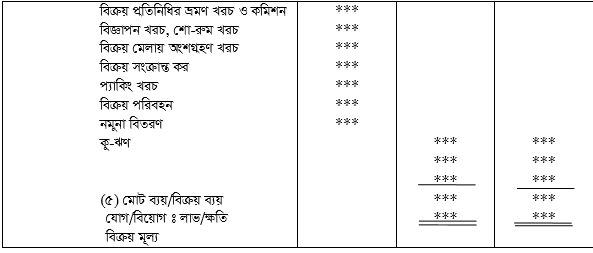 বিক্রয় প্রতিনিধির ভ্রমণ খরচ ও কমিশন ***
বিজ্ঞাপন খরচ, শো-রুম খরচ ***
বিক্রয় মেলায় অংশগ্রহণ খরচ ***
বিক্রয় সংক্রান্ত কর ***
প্যাকিং খরচ ***
বিক্রয় পরিবহন ***
নমুনা বিতরণ ***
কু-ঋণ *** ***
*** ***
*** ***
(৫) মোট ব্যয়/বিক্রয় ব্যয় *** ***
যোগ/বিয়োগ ঃ লাভ/ক্ষতি *** ***
বিক্রয় মূল্য